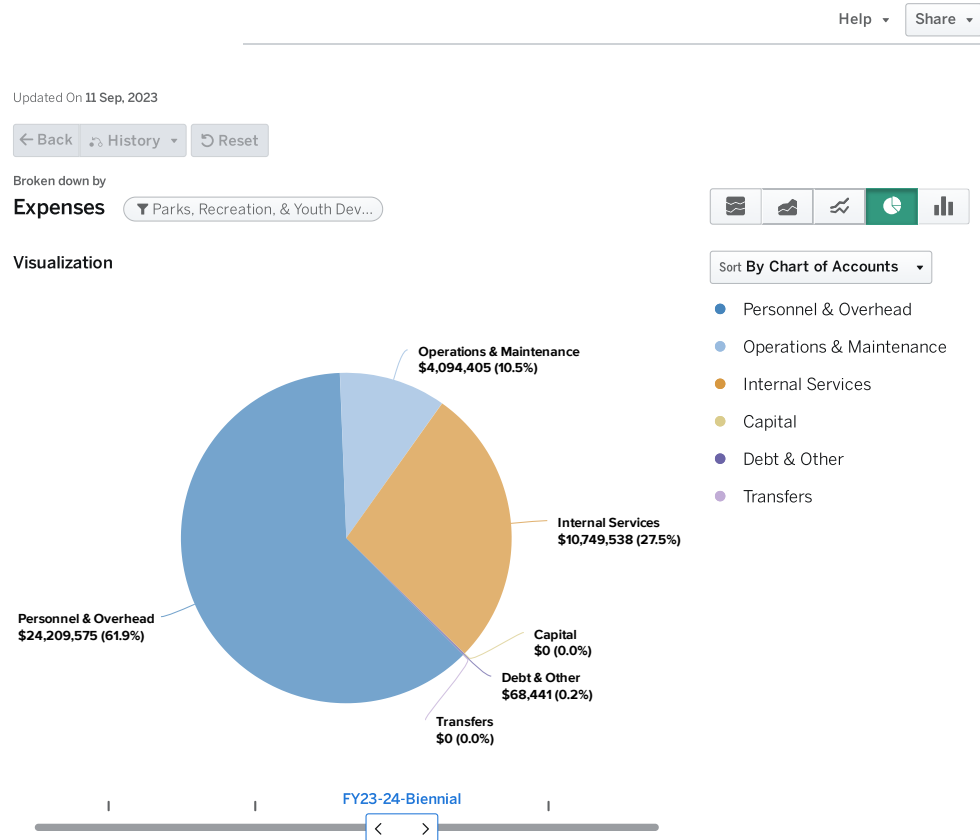 Help
Share
Updated On 11 Sep, 2023
Back
History
Reset
Broken down by
Expenses
Parks, Recreation, & Youth Dev...
Visualization
Sort By Chart of Accounts
Personnel & Overhead
Operations & Maintenance
Internal Services
Capital
Debt & Other
Transfers
Operations & Maintenance
$4,094,405 (10.5%)
Internal Services
$10,749,538 (27.5%)
Personnel & Overhead
$24,209,575 (61.9%)
Capital
$0 (0.0%)
Debt & Other
$68,441 (0.2%)
Transfers
$0 (0.0%)
FY23-24-Biennial